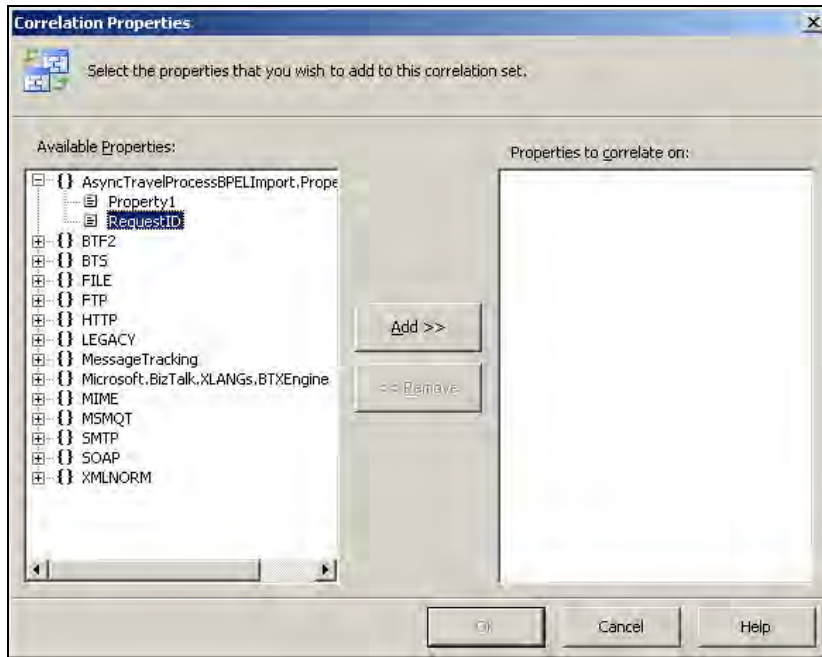 Correlation Properties
Select the properties that you wish to add to this correlation set.
Available Properties:
Properties to correlate on:
{} AsyncTravelProcessBPELImport.Prope
Property1
RequestID
{} BTF2
{} BTS
{} FILE
{} FTP
{} HTTP
{} LEGACY
{} MessageTracking
{} Microsoft.BizTalk.XLANGs.BTXEngine
{} MIME
{} MSMQT
{} SMTP
{} SOAP
{} XMLNORM
Add >>
<< Remove
OK
Cancel
Help